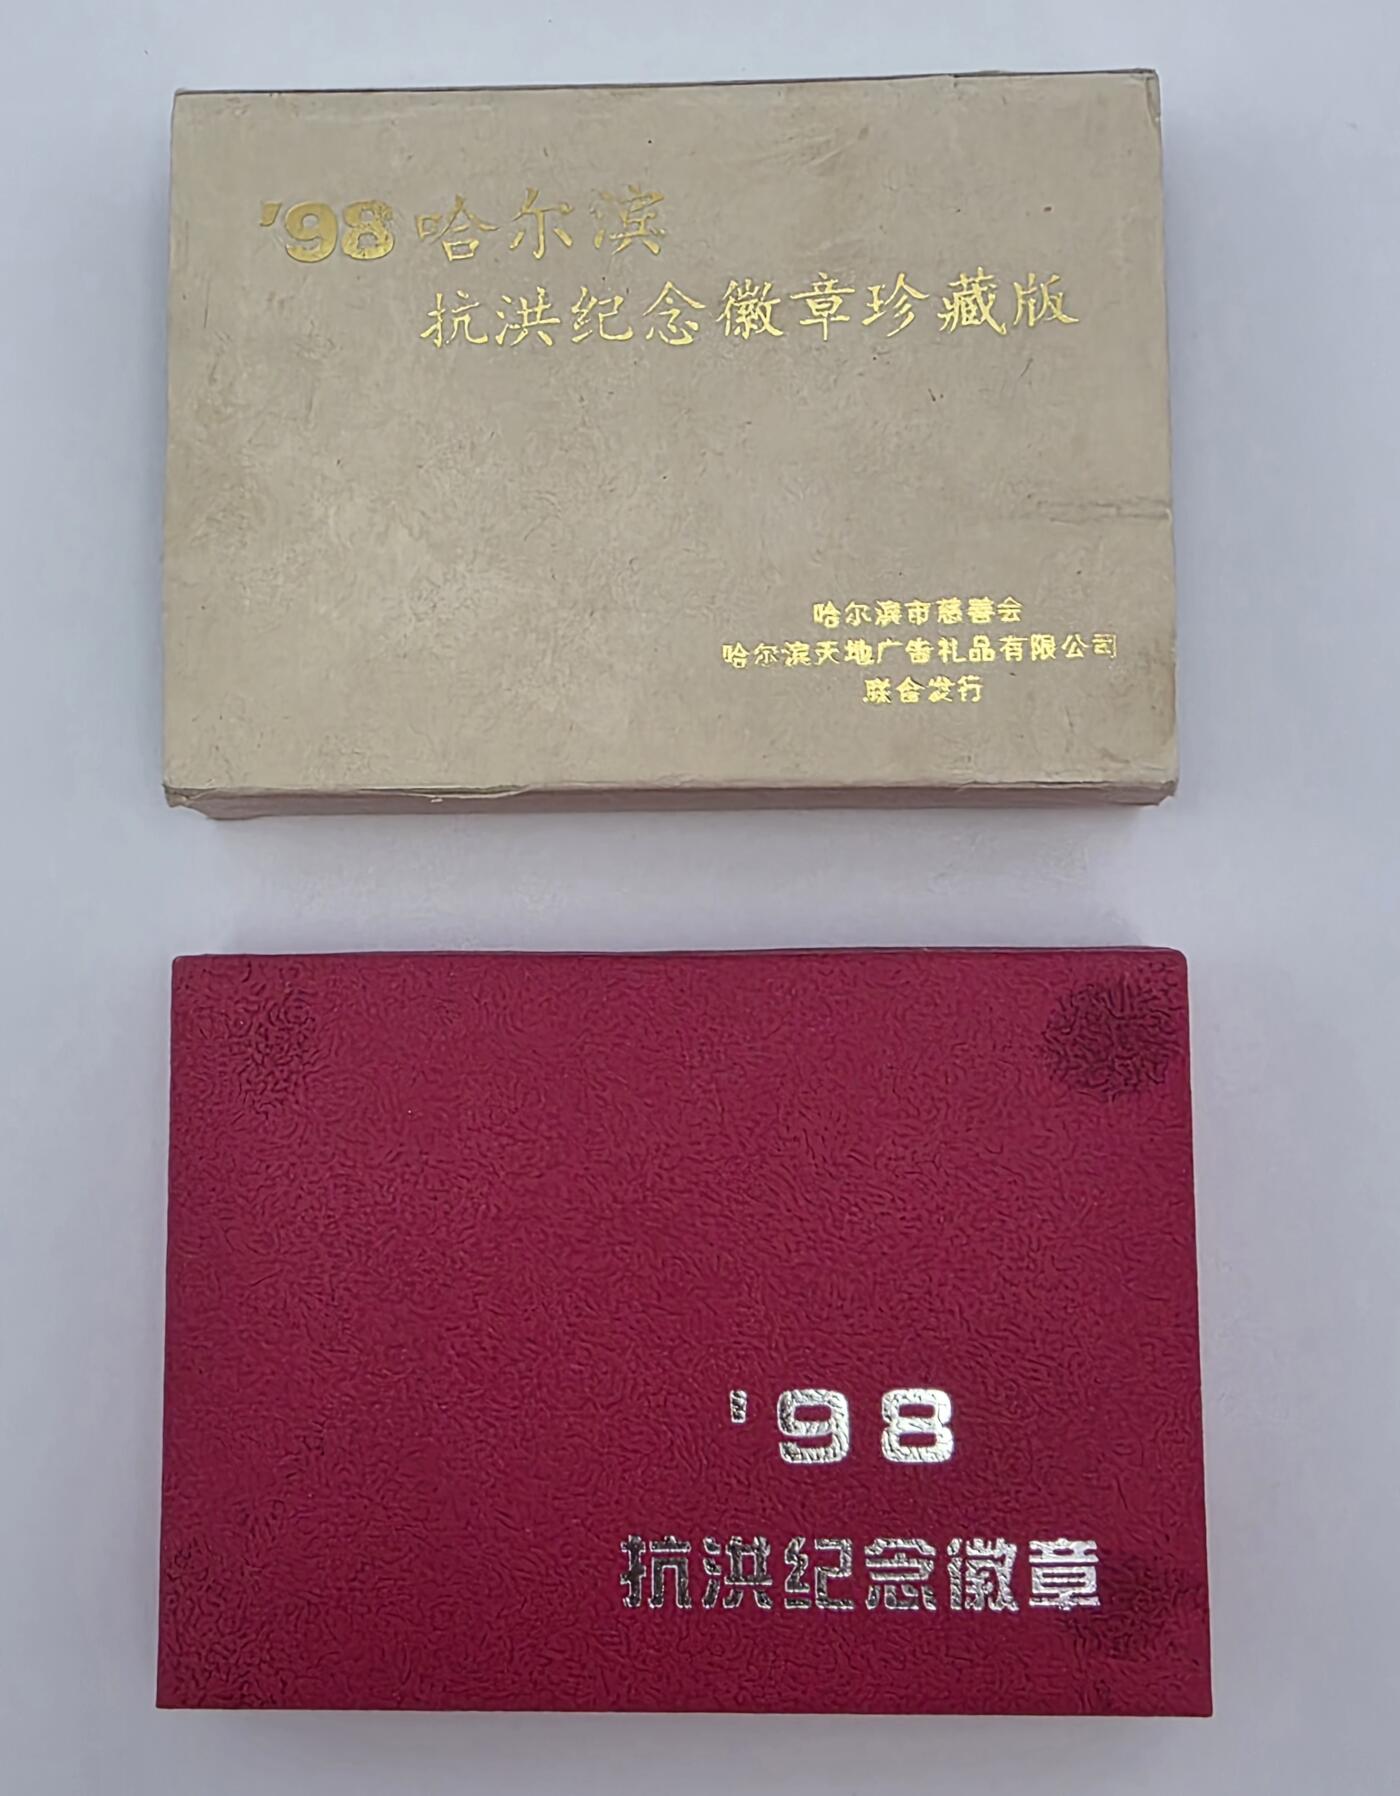 '98哈尔滨
抗洪纪念徽章珍藏版
哈尔滨市慈善会
哈尔滨天地广告礼品有限公司
联合发行
'98
抗洪纪念徽章